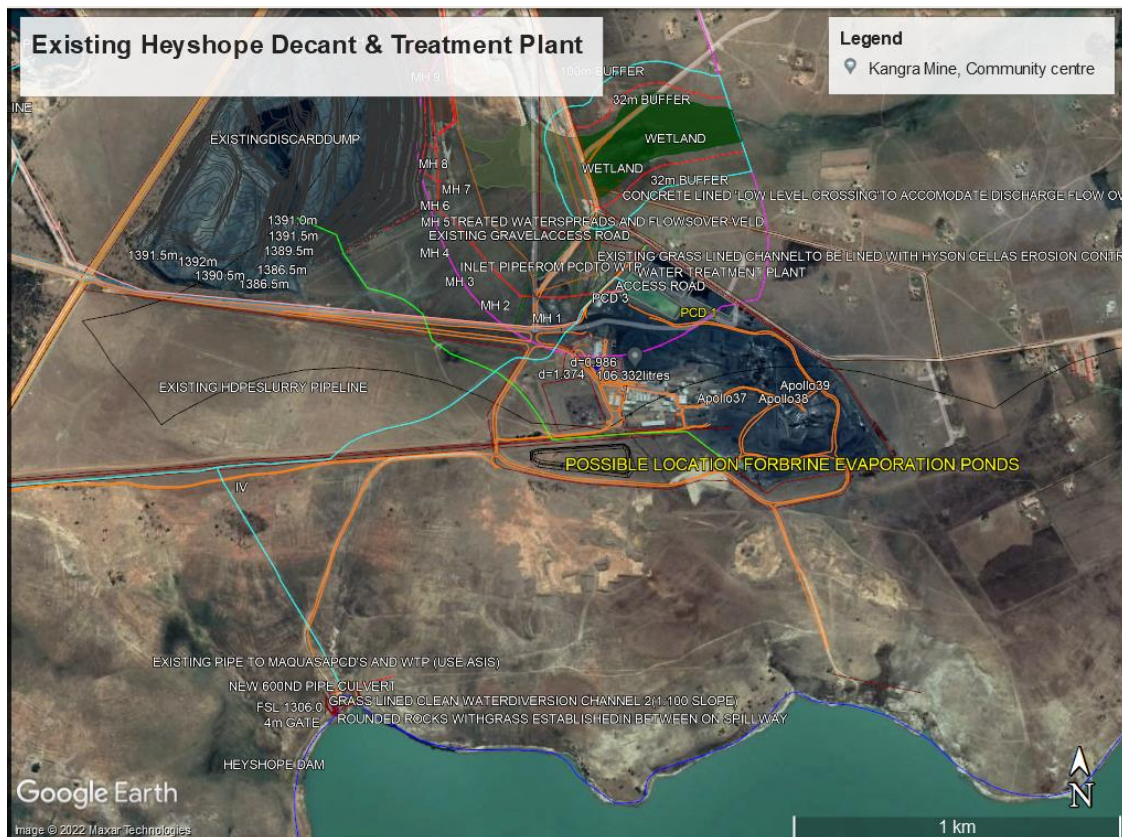 Existing Heyshope Decant & Treatment Plant
Legend
Kangra Mine, Community centre
MH 9
100m BUFFER
INE
32m BUFFER
EXISTINGDISCARDDUMP
WETLAND
MH 8
WETLAND
32m BUFFER
MH 7
CONCRETE LINED 'LOW LEVEL CROSSING'TO ACCOMODATE DISCHARGE FLOW OV
MH 6
1391.0m
MH 5
TREATED WATERSPREADS AND FLOWSOVER VELD
1391.5m
EXISTING GRAVELACCESS ROAD
1391.5m
1389.5m
MH 4
EXISTING GRASS LINED CHANNELTO BE LINED WITH HYSON CELLAS EROSION CONTR
1392m
INLET PIPEFROM PCDTO WTP
1386.5m
WATER TREATMENT PLANT
1390.5m
MH 3
1386.5m
ACCESS ROAD
PCD 3
MH 2
PCD 1
MH 1
d=0.986
d=1.374
106 332litres
EXISTING HDPESLURRY PIPELINE
Apollo39
Apollo37
Apollo38
POSSIBLE LOCATION FORBRINE EVAPORATION PONDS
IV
EXISTING PIPE TO MAQUASAPCD'S AND WTP (USE ASIS)
NEW 600ND PIPE CULVERT
GRASS LINED CLEAN WATERDIVERSION CHANNEL 2(1:100 SLOPE)
FSL 1306.0
4m GATE
ROUNDED ROCKS WITHGRASS ESTABLISHEDIN BETWEEN ON SPILLWAY
HEYSHOPE DAM
Google Earth
N
Image © 2022 Maxar Technologies
1 km